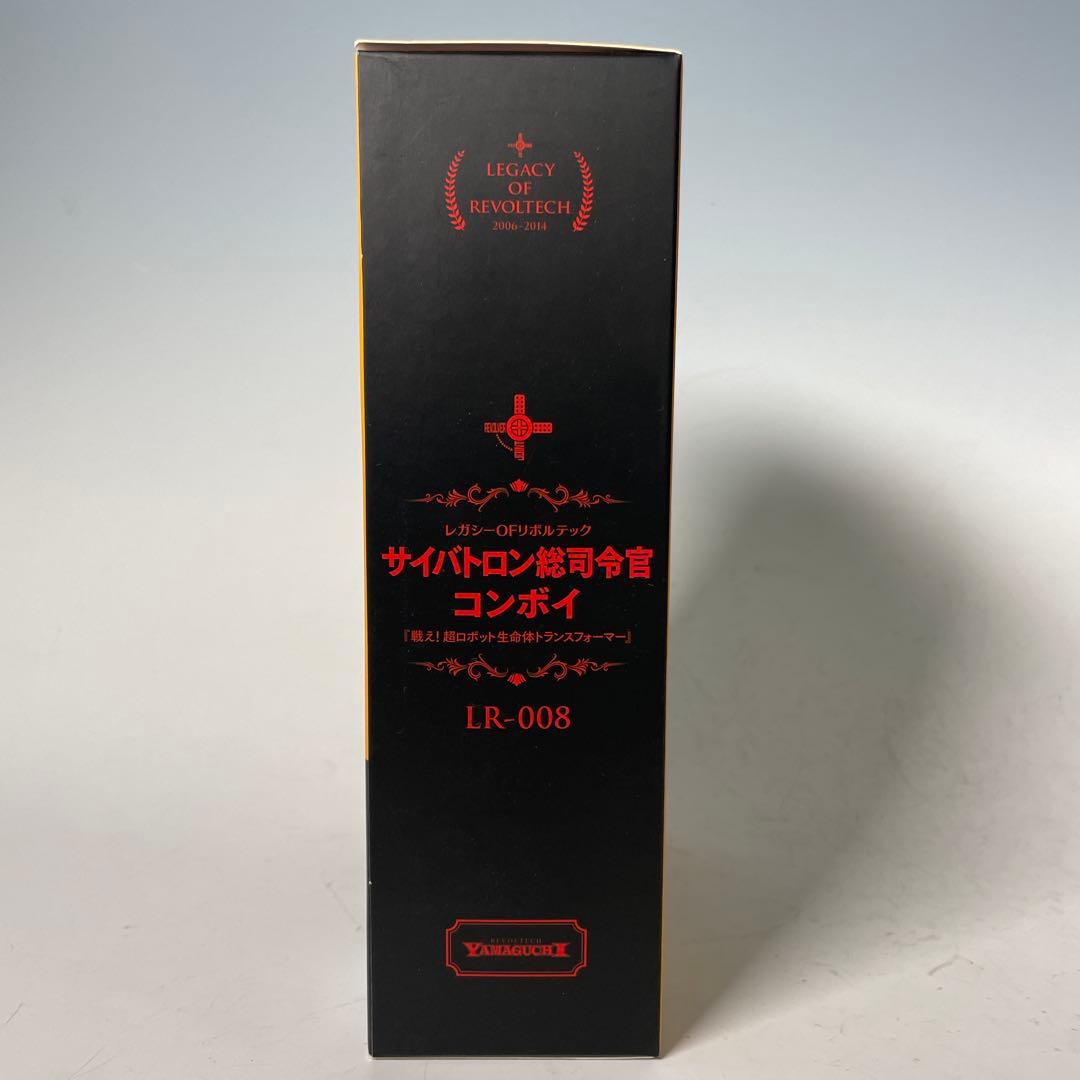 LEGACY
OF
REVOLTECH
2006-2014
REVOLVER
JOINT
レガシーOFリボルテック
サイバトロン総司令官
コンボイ
『戦え!超ロボット生命体トランスフォーマー』
LR-008
REVOLTECH
YAMAGUCHI